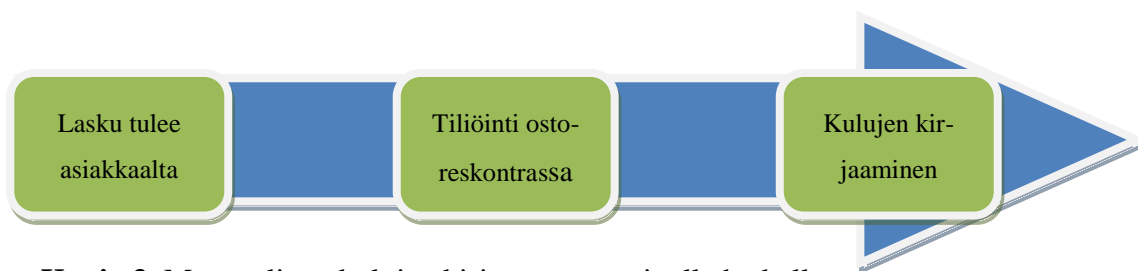 Lasku tulee
asiakkaalta
Tiliöinti osto-
reskontrassa
Kulujen kir-
jaaminen